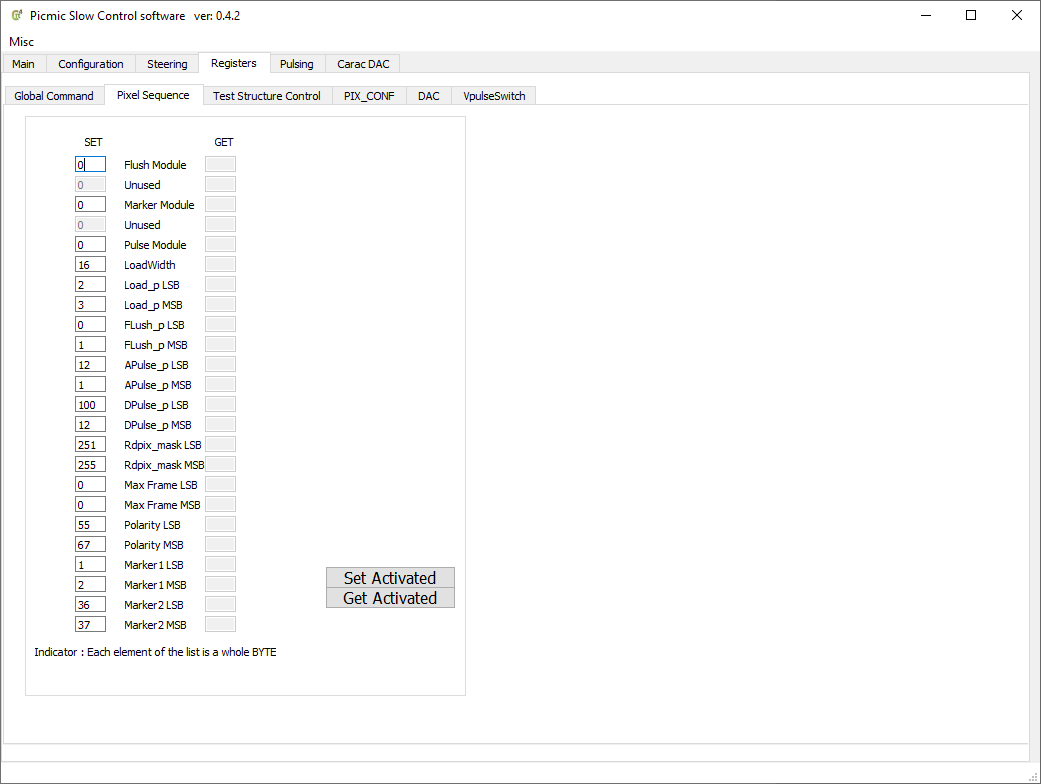 Picmic Slow Control software ver: 0.4.2
Misc
Main Configuration Steering Registers Pulsing Carac DAC
Global Command Pixel Sequence Test Structure Control PIX_CONF DAC VpulseSwitch
SET GET
0 Flush Module
0 Unused
0 Marker Module
0 Unused
0 Pulse Module
16 LoadWidth
2 Load_p LSB
3 Load_p MSB
0 FLush_p LSB
1 FLush_p MSB
12 APulse_p LSB
1 APulse_p MSB
100 DPulse_p LSB
12 DPulse_p MSB
251 Rdpix_mask LSB
255 Rdpix_mask MSB
0 Max Frame LSB
0 Max Frame MSB
55 Polarity LSB
67 Polarity MSB
1 Marker1 LSB
2 Marker1 MSB
36 Marker2 LSB
37 Marker2 MSB
Set Activated
Get Activated
Indicator : Each element of the list is a whole BYTE